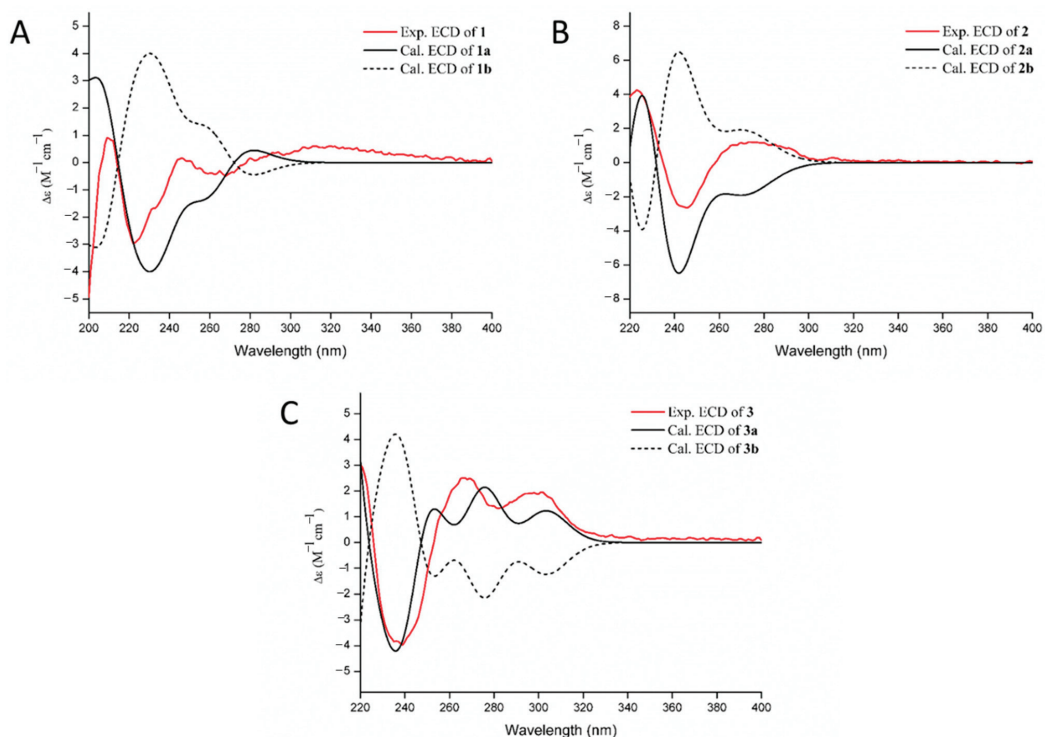 A
Exp. ECD of 1
Cal. ECD of 1a
Cal. ECD of 1b
5
4
3
2
1
0
−1
−2
−3
−4
−5
Δε (M⁻¹ cm⁻¹)
200 220 240 260 280 300 320 340 360 380 400
Wavelength (nm)
B
Exp. ECD of 2
Cal. ECD of 2a
Cal. ECD of 2b
8
6
4
2
0
−2
−4
−6
−8
Δε (M⁻¹ cm⁻¹)
220 240 260 280 300 320 340 360 380 400
Wavelength (nm)
C
Exp. ECD of 3
Cal. ECD of 3a
Cal. ECD of 3b
5
4
3
2
1
0
−1
−2
−3
−4
−5
Δε (M⁻¹ cm⁻¹)
220 240 260 280 300 320 340 360 380 400
Wavelength (nm)